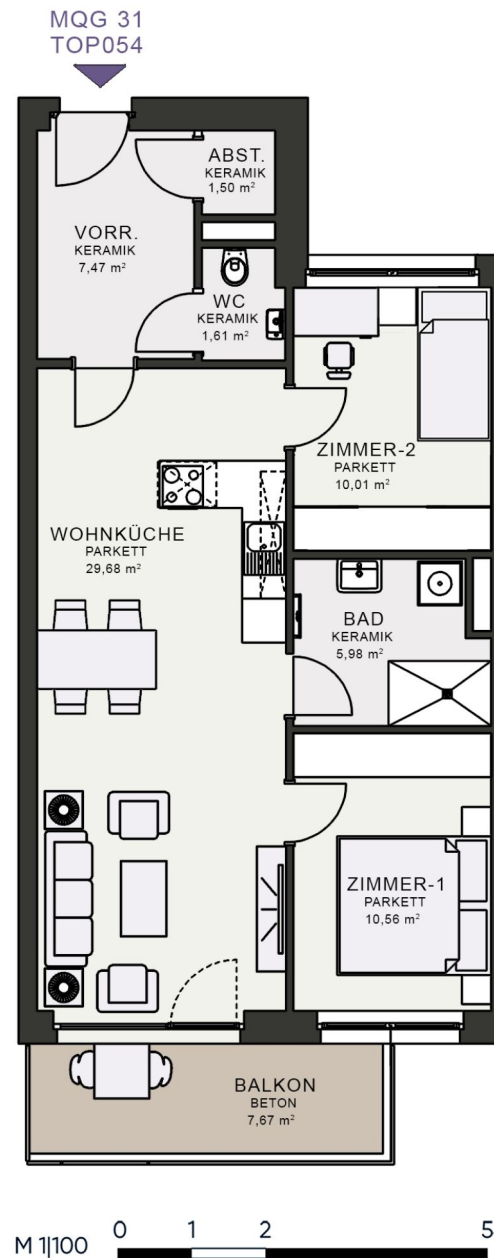 MQG 31
TOP054
ABST.
KERAMIK
1,50 m²
VORR.
KERAMIK
7,47 m²
WC
KERAMIK
1,61 m²
ZIMMER-2
PARKETT
10,01 m²
WOHNKÜCHE
PARKETT
29,68 m²
BAD
KERAMIK
5,98 m²
ZIMMER-1
PARKETT
10,56 m²
BALKON
BETON
7,67 m²
M 1|100 0 1 2 5